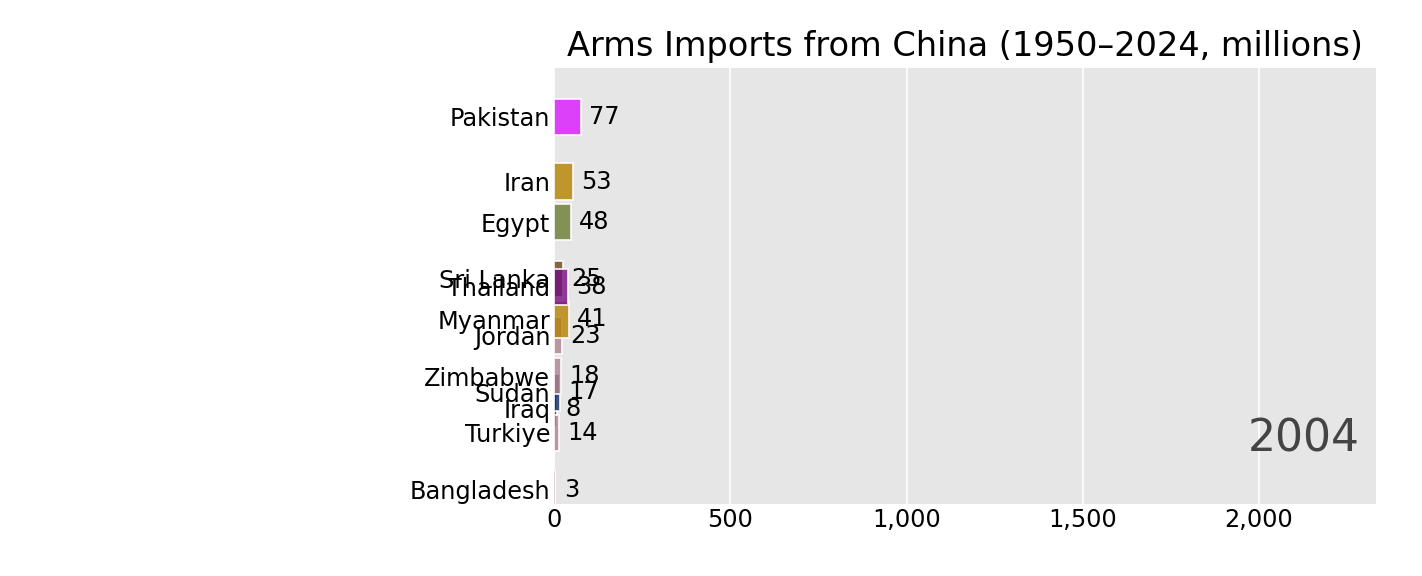 Arms Imports from China (1950–2024, millions)
Pakistan 77
Iran 53
Egypt 48
Sri Lanka 25
Thailand 38
Myanmar 41
Jordan 23
Zimbabwe 18
Sudan 17
Iraq 8
Turkiye 14
2004
Bangladesh 3
0 500 1,000 1,500 2,000